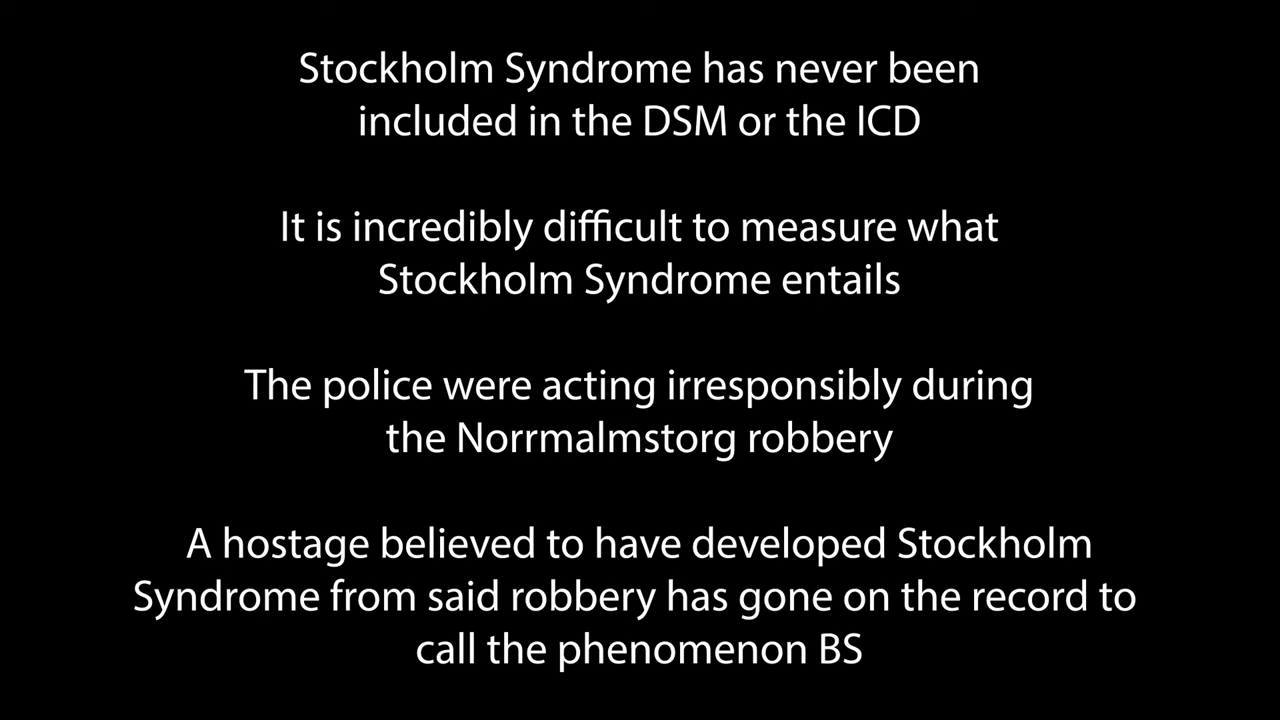 Stockholm Syndrome has never been
included in the DSM or the ICD
It is incredibly difficult to measure what
Stockholm Syndrome entails
The police were acting irresponsibly during
the Norrmalmstorg robbery
A hostage believed to have developed Stockholm
Syndrome from said robbery has gone on the record to
call the phenomenon BS